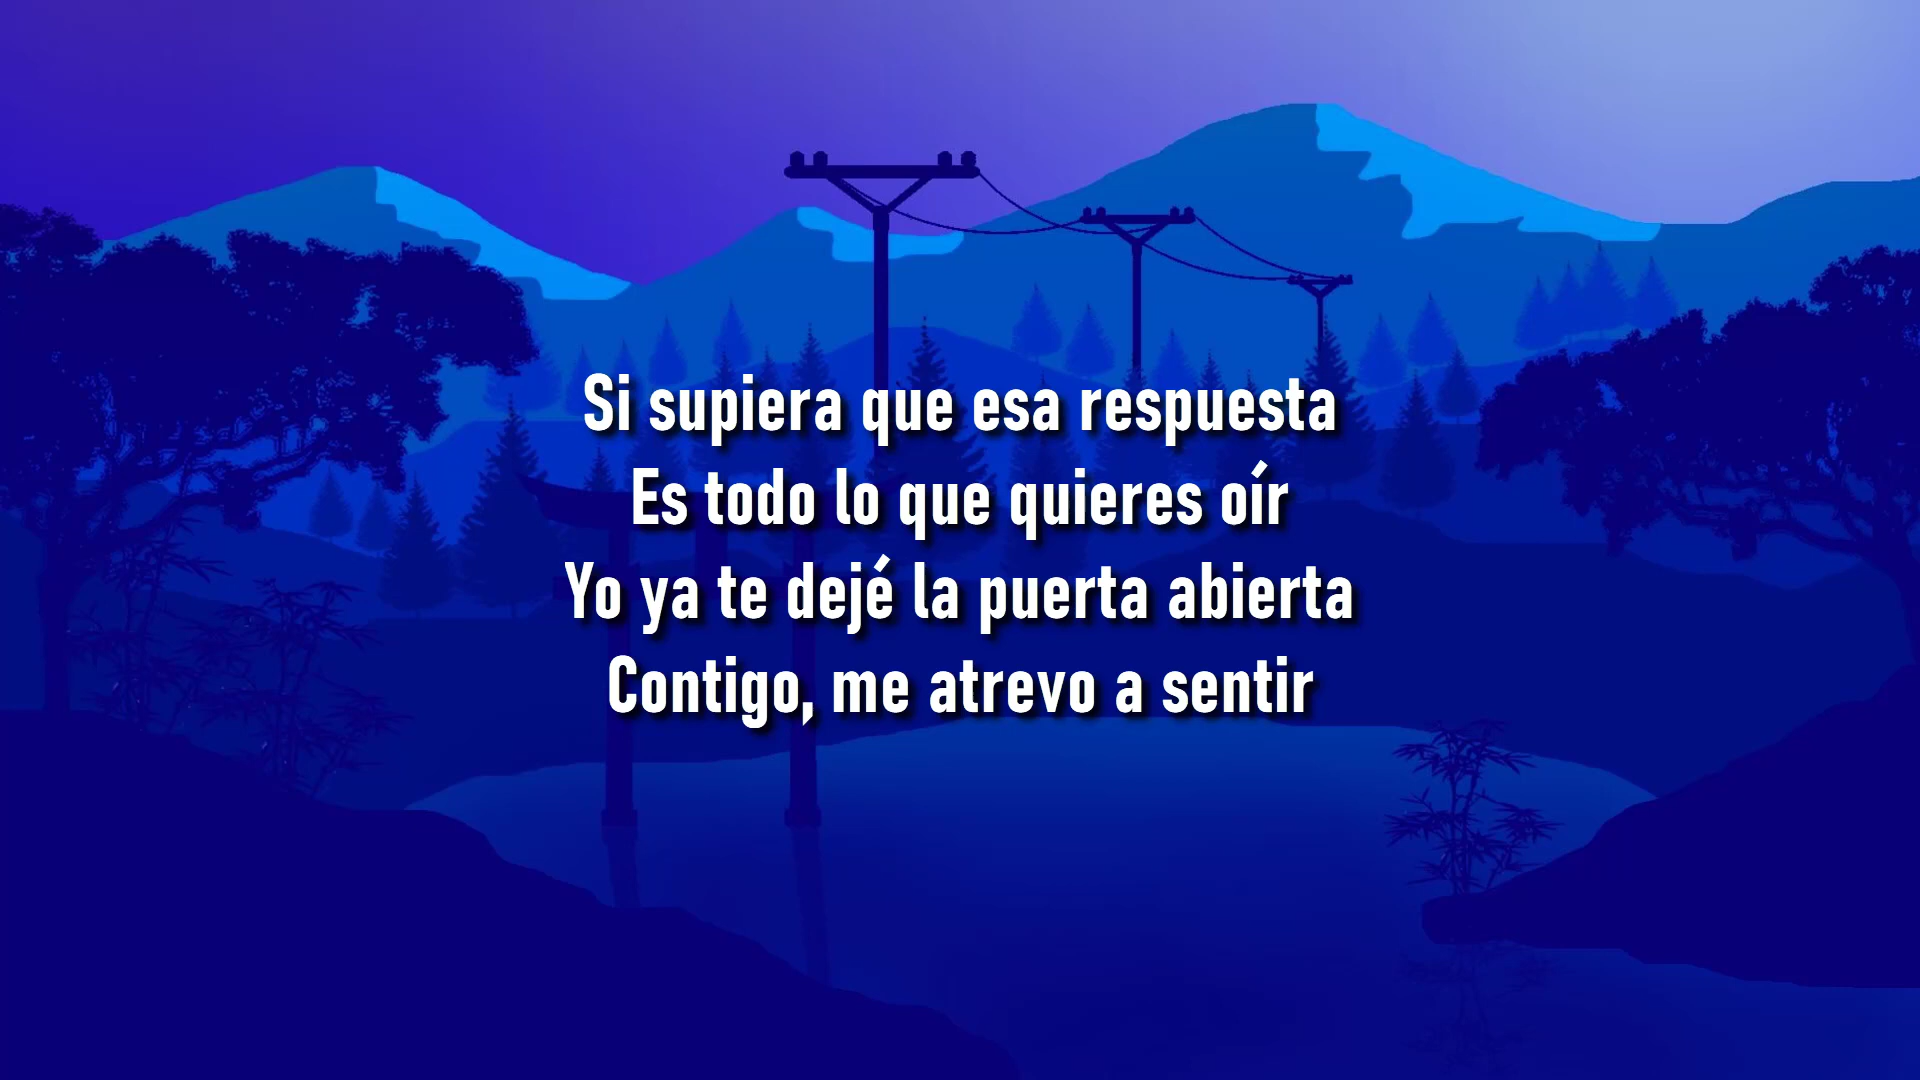 Si supiera que esa respuesta
Es todo lo que quieres oír
Yo ya te dejé la puerta abierta
Contigo, me atrevo a sentir